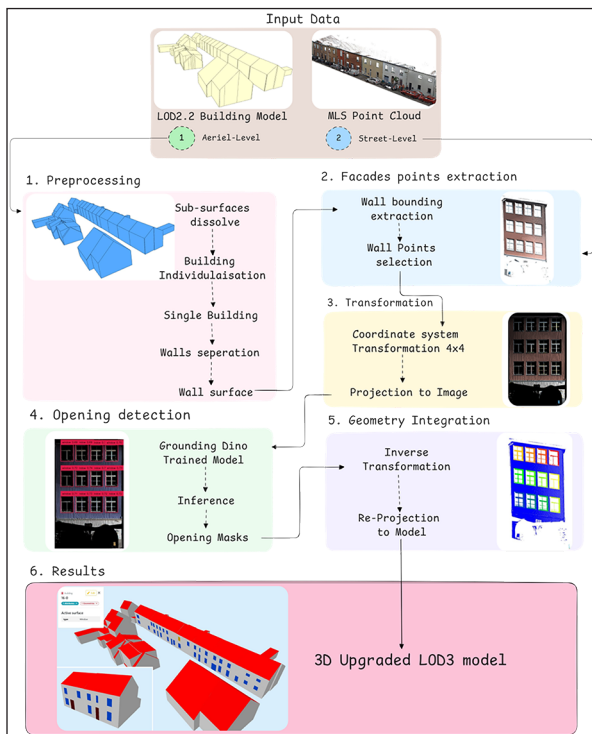 Input Data
LOD2.2 Building Model
MLS Point Cloud
1
Aeriel-Level
2
Street-Level
1. Preprocessing
Sub-surfaces
dissolve
Building
Individulaisation
Single Building
Walls seperation
Wall surface
2. Facades points extraction
Wall bounding
extraction
Wall Points
selection
3. Transformation
Coordinate system
Transformation 4x4
Projection to Image
4. Opening detection
Grounding Dino
Trained Model
Inference
Opening Masks
5. Geometry Integration
Inverse
Transformation
Re-Projection
to Model
6. Results
Active surface
3D Upgraded LOD3 model